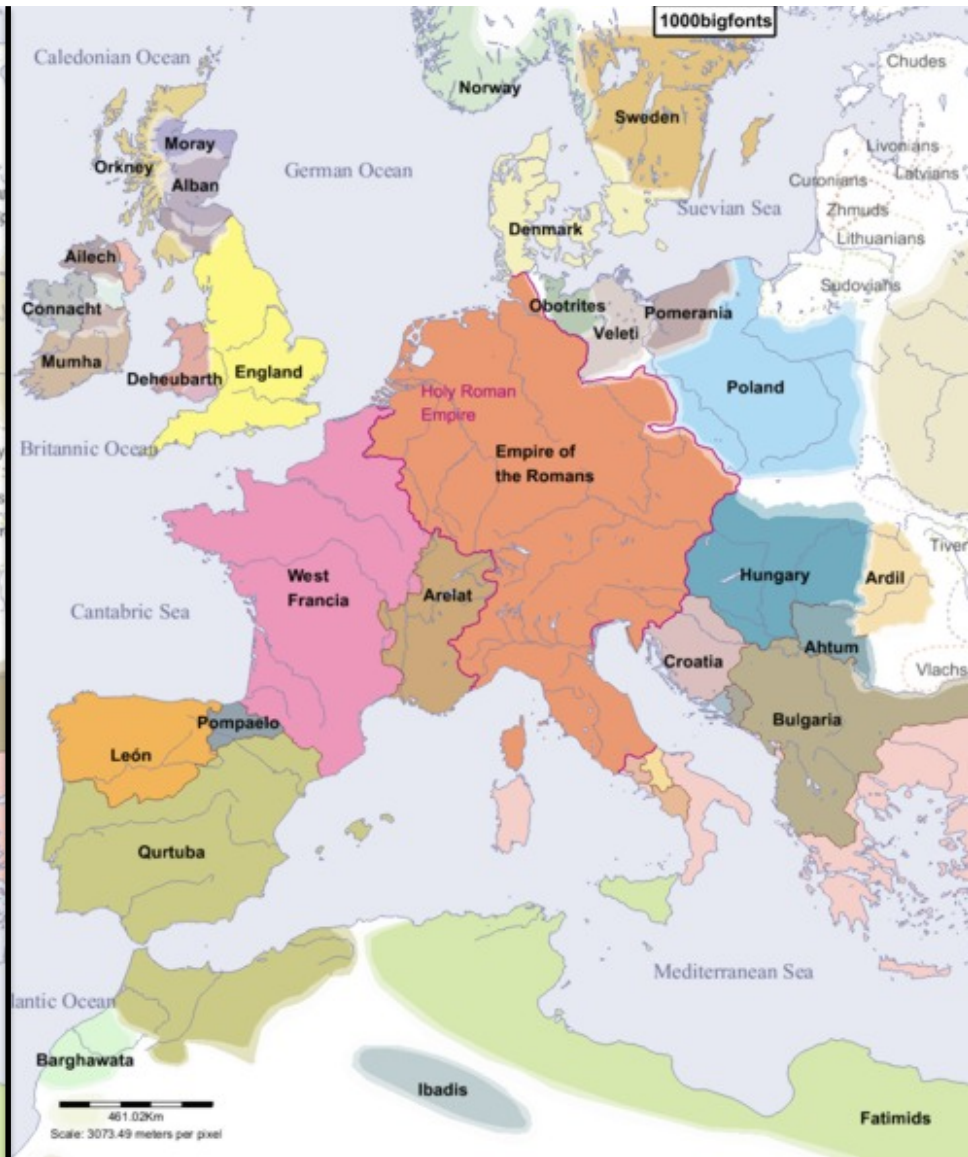 1000bigfonts
Caledonian Ocean
Chudes
Norway
Sweden
Moray
Livonians
Orkney
German Ocean
Latvians
Alban
Curonians
Suevian Sea
Zhmuds
Denmark
Lithuanians
Ailech
Sudovians
Connacht
Obotrites
Pomerania
Veleti
Mumha
Deheubarth
England
Poland
Holy Roman
Empire
Britannic Ocean
Empire of
the Romans
Tiver
West
Francia
Hungary
Ardil
Arelat
Cantabric Sea
Ahtum
Croatia
Vlachs
Pompaelo
Bulgaria
León
Qurtuba
Mediterranean Sea
lantic Ocean
Barghawata
Ibadis
461.02Km
Fatimids
Scale: 3073.49 meters per pixel